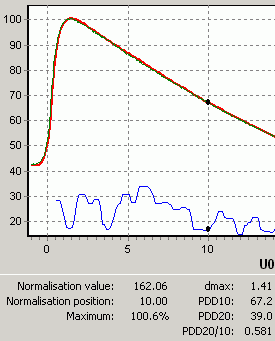 100
90
80
70
60
50
40
30
20
0 5 10
U0
Normalisation value: 162.06 dmax: 1.41
Normalisation position: 10.00 PDD10: 67.2
Maximum: 100.6% PDD20: 39.0
PDD20/10: 0.581